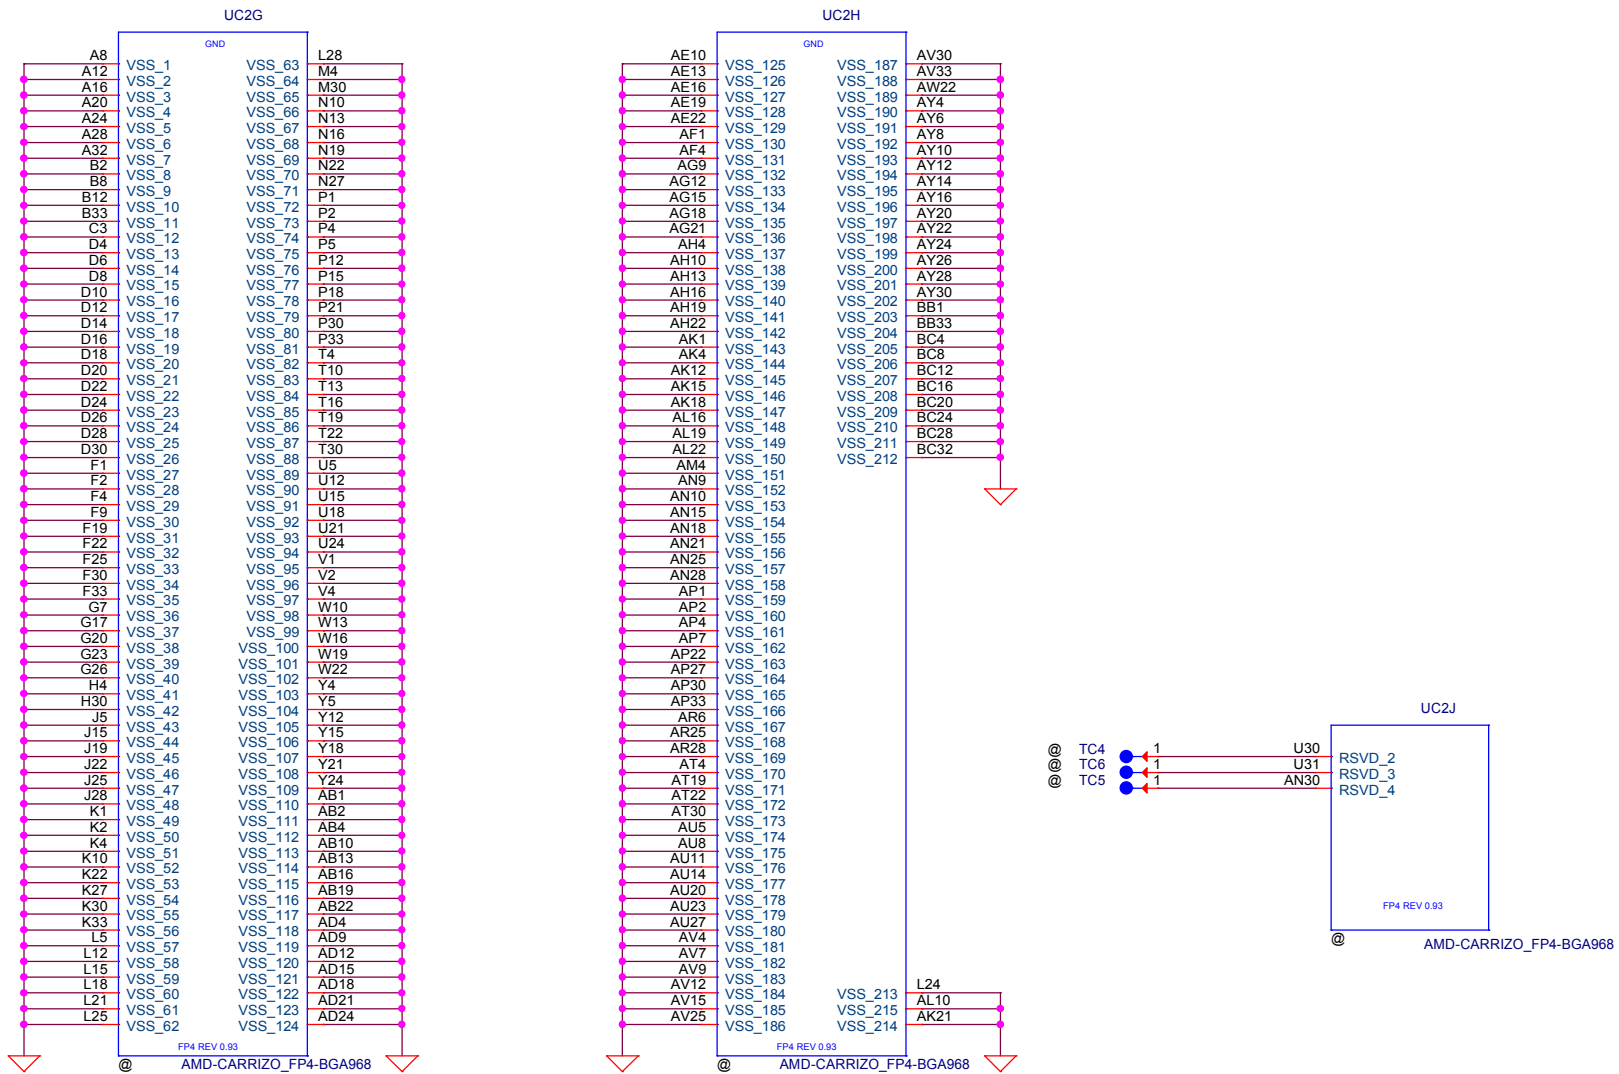 UC2G
GND
A8 VSS_1 VSS_63 L28
A12 VSS_2 VSS_64 M4
A16 VSS_3 VSS_65 M30
A20 VSS_4 VSS_66 N10
A24 VSS_5 VSS_67 N13
A28 VSS_6 VSS_68 N16
A32 VSS_7 VSS_69 N19
B2 VSS_8 VSS_70 N22
B8 VSS_9 VSS_71 N27
B12 VSS_10 VSS_72 P1
B33 VSS_11 VSS_73 P2
C3 VSS_12 VSS_74 P4
D4 VSS_13 VSS_75 P5
D6 VSS_14 VSS_76 P12
D8 VSS_15 VSS_77 P15
D10 VSS_16 VSS_78 P18
D12 VSS_17 VSS_79 P21
D14 VSS_18 VSS_80 P30
D16 VSS_19 VSS_81 P33
D18 VSS_20 VSS_82 T4
D20 VSS_21 VSS_83 T10
D22 VSS_22 VSS_84 T13
D24 VSS_23 VSS_85 T16
D26 VSS_24 VSS_86 T19
D28 VSS_25 VSS_87 T22
D30 VSS_26 VSS_88 T30
F1 VSS_27 VSS_89 U5
F2 VSS_28 VSS_90 U12
F4 VSS_29 VSS_91 U15
F9 VSS_30 VSS_92 U18
F19 VSS_31 VSS_93 U21
F22 VSS_32 VSS_94 U24
F25 VSS_33 VSS_95 V1
F30 VSS_34 VSS_96 V2
F33 VSS_35 VSS_97 V4
G7 VSS_36 VSS_98 W10
G17 VSS_37 VSS_99 W13
G20 VSS_38 VSS_100 W16
G23 VSS_39 VSS_101 W19
G26 VSS_40 VSS_102 W22
H4 VSS_41 VSS_103 Y4
H30 VSS_42 VSS_104 Y5
J5 VSS_43 VSS_105 Y12
J15 VSS_44 VSS_106 Y15
J19 VSS_45 VSS_107 Y18
J22 VSS_46 VSS_108 Y21
J25 VSS_47 VSS_109 Y24
J28 VSS_48 VSS_110 AB1
K1 VSS_49 VSS_111 AB2
K2 VSS_50 VSS_112 AB4
K4 VSS_51 VSS_113 AB10
K10 VSS_52 VSS_114 AB13
K22 VSS_53 VSS_115 AB16
K27 VSS_54 VSS_116 AB19
K30 VSS_55 VSS_117 AB22
K33 VSS_56 VSS_118 AD4
L5 VSS_57 VSS_119 AD9
L12 VSS_58 VSS_120 AD12
L15 VSS_59 VSS_121 AD15
L18 VSS_60 VSS_122 AD18
L21 VSS_61 VSS_123 AD21
L25 VSS_62 VSS_124 AD24
FP4 REV 0.93
@ AMD-CARRIZO_FP4-BGA968
UC2H
GND
AE10 VSS_125 VSS_187 AV30
AE13 VSS_126 VSS_188 AV33
AE16 VSS_127 VSS_189 AW22
AE19 VSS_128 VSS_190 AY4
AE22 VSS_129 VSS_191 AY6
AF1 VSS_130 VSS_192 AY8
AF4 VSS_131 VSS_193 AY10
AG9 VSS_132 VSS_194 AY12
AG12 VSS_133 VSS_195 AY14
AG15 VSS_134 VSS_196 AY16
AG18 VSS_135 VSS_197 AY20
AG21 VSS_136 VSS_198 AY22
AH4 VSS_137 VSS_199 AY24
AH10 VSS_138 VSS_200 AY26
AH13 VSS_139 VSS_201 AY28
AH16 VSS_140 VSS_202 AY30
AH19 VSS_141 VSS_203 BB1
AH22 VSS_142 VSS_204 BB33
AK1 VSS_143 VSS_205 BC4
AK4 VSS_144 VSS_206 BC8
AK12 VSS_145 VSS_207 BC12
AK15 VSS_146 VSS_208 BC16
AK18 VSS_147 VSS_209 BC20
AL16 VSS_148 VSS_210 BC24
AL19 VSS_149 VSS_211 BC28
AL22 VSS_150 VSS_212 BC32
AM4 VSS_151
AN9 VSS_152
AN10 VSS_153
AN15 VSS_154
AN18 VSS_155
AN21 VSS_156
AN25 VSS_157
AN28 VSS_158
AP1 VSS_159
AP2 VSS_160
AP4 VSS_161
AP7 VSS_162
AP22 VSS_163
AP27 VSS_164
AP30 VSS_165
AP33 VSS_166
AR6 VSS_167
AR25 VSS_168
AR28 VSS_169
AT4 VSS_170
AT19 VSS_171
AT22 VSS_172
AT30 VSS_173
AU5 VSS_174
AU8 VSS_175
AU11 VSS_176
AU14 VSS_177
AU20 VSS_178
AU23 VSS_179
AU27 VSS_180
AV4 VSS_181
AV7 VSS_182
AV9 VSS_183
AV12 VSS_184 VSS_213 L24
AV15 VSS_185 VSS_215 AL10
AV25 VSS_186 VSS_214 AK21
FP4 REV 0.93
@ AMD-CARRIZO_FP4-BGA968
UC2J
@ TC4 1 U30 RSVD_2
@ TC6 1 U31 RSVD_3
@ TC5 1 AN30 RSVD_4
FP4 REV 0.93
@ AMD-CARRIZO_FP4-BGA968